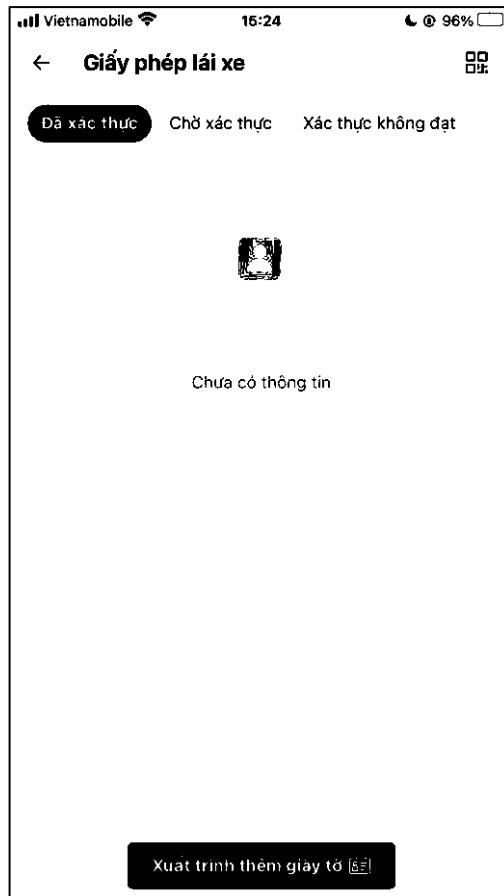 Vietnamobile 15:24 96%
Giấy phép lái xe
Đã xác thực Chờ xác thực Xác thực không đạt
Chưa có thông tin
Xuất trình thêm giấy tờ